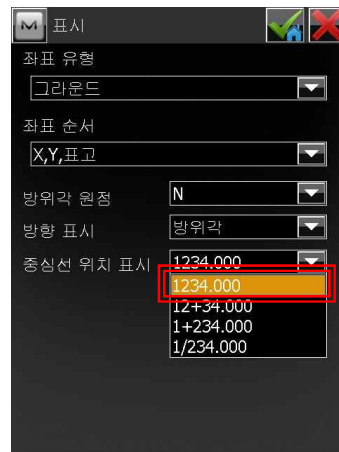 표시
좌표 유형
그라운드
좌표 순서
X,Y,표고
방위각 원점 N
방향 표시 방위각
중심선 위치 표시 1234.000
1234.000
12+34.000
1+234.000
1/234.000